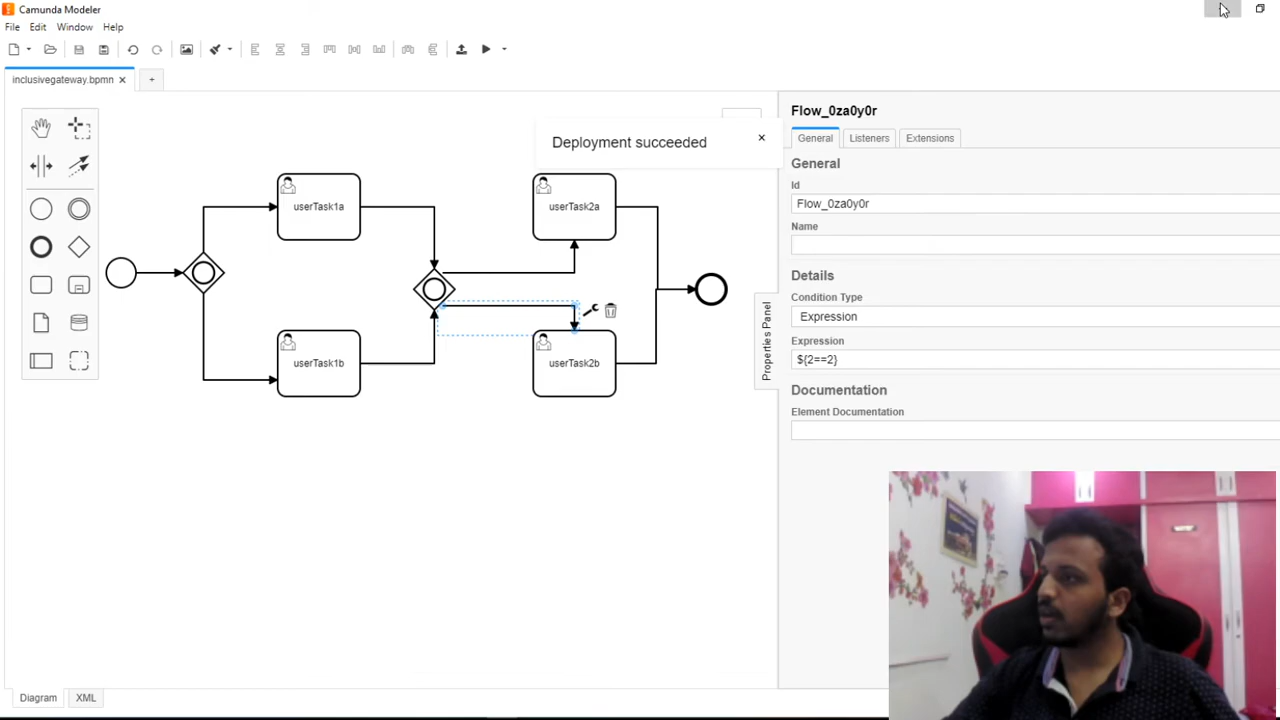 Camunda Modeler
File Edit Window Help
inclusivegateway.bpmn × +
Deployment succeeded ×
userTask1a
userTask2a
userTask1b
userTask2b
Properties Panel
Flow_0za0y0r
General Listeners Extensions
General
Id
Flow_0za0y0r
Name
Details
Condition Type
Expression
Expression
${2==2}
Documentation
Element Documentation
Diagram XML